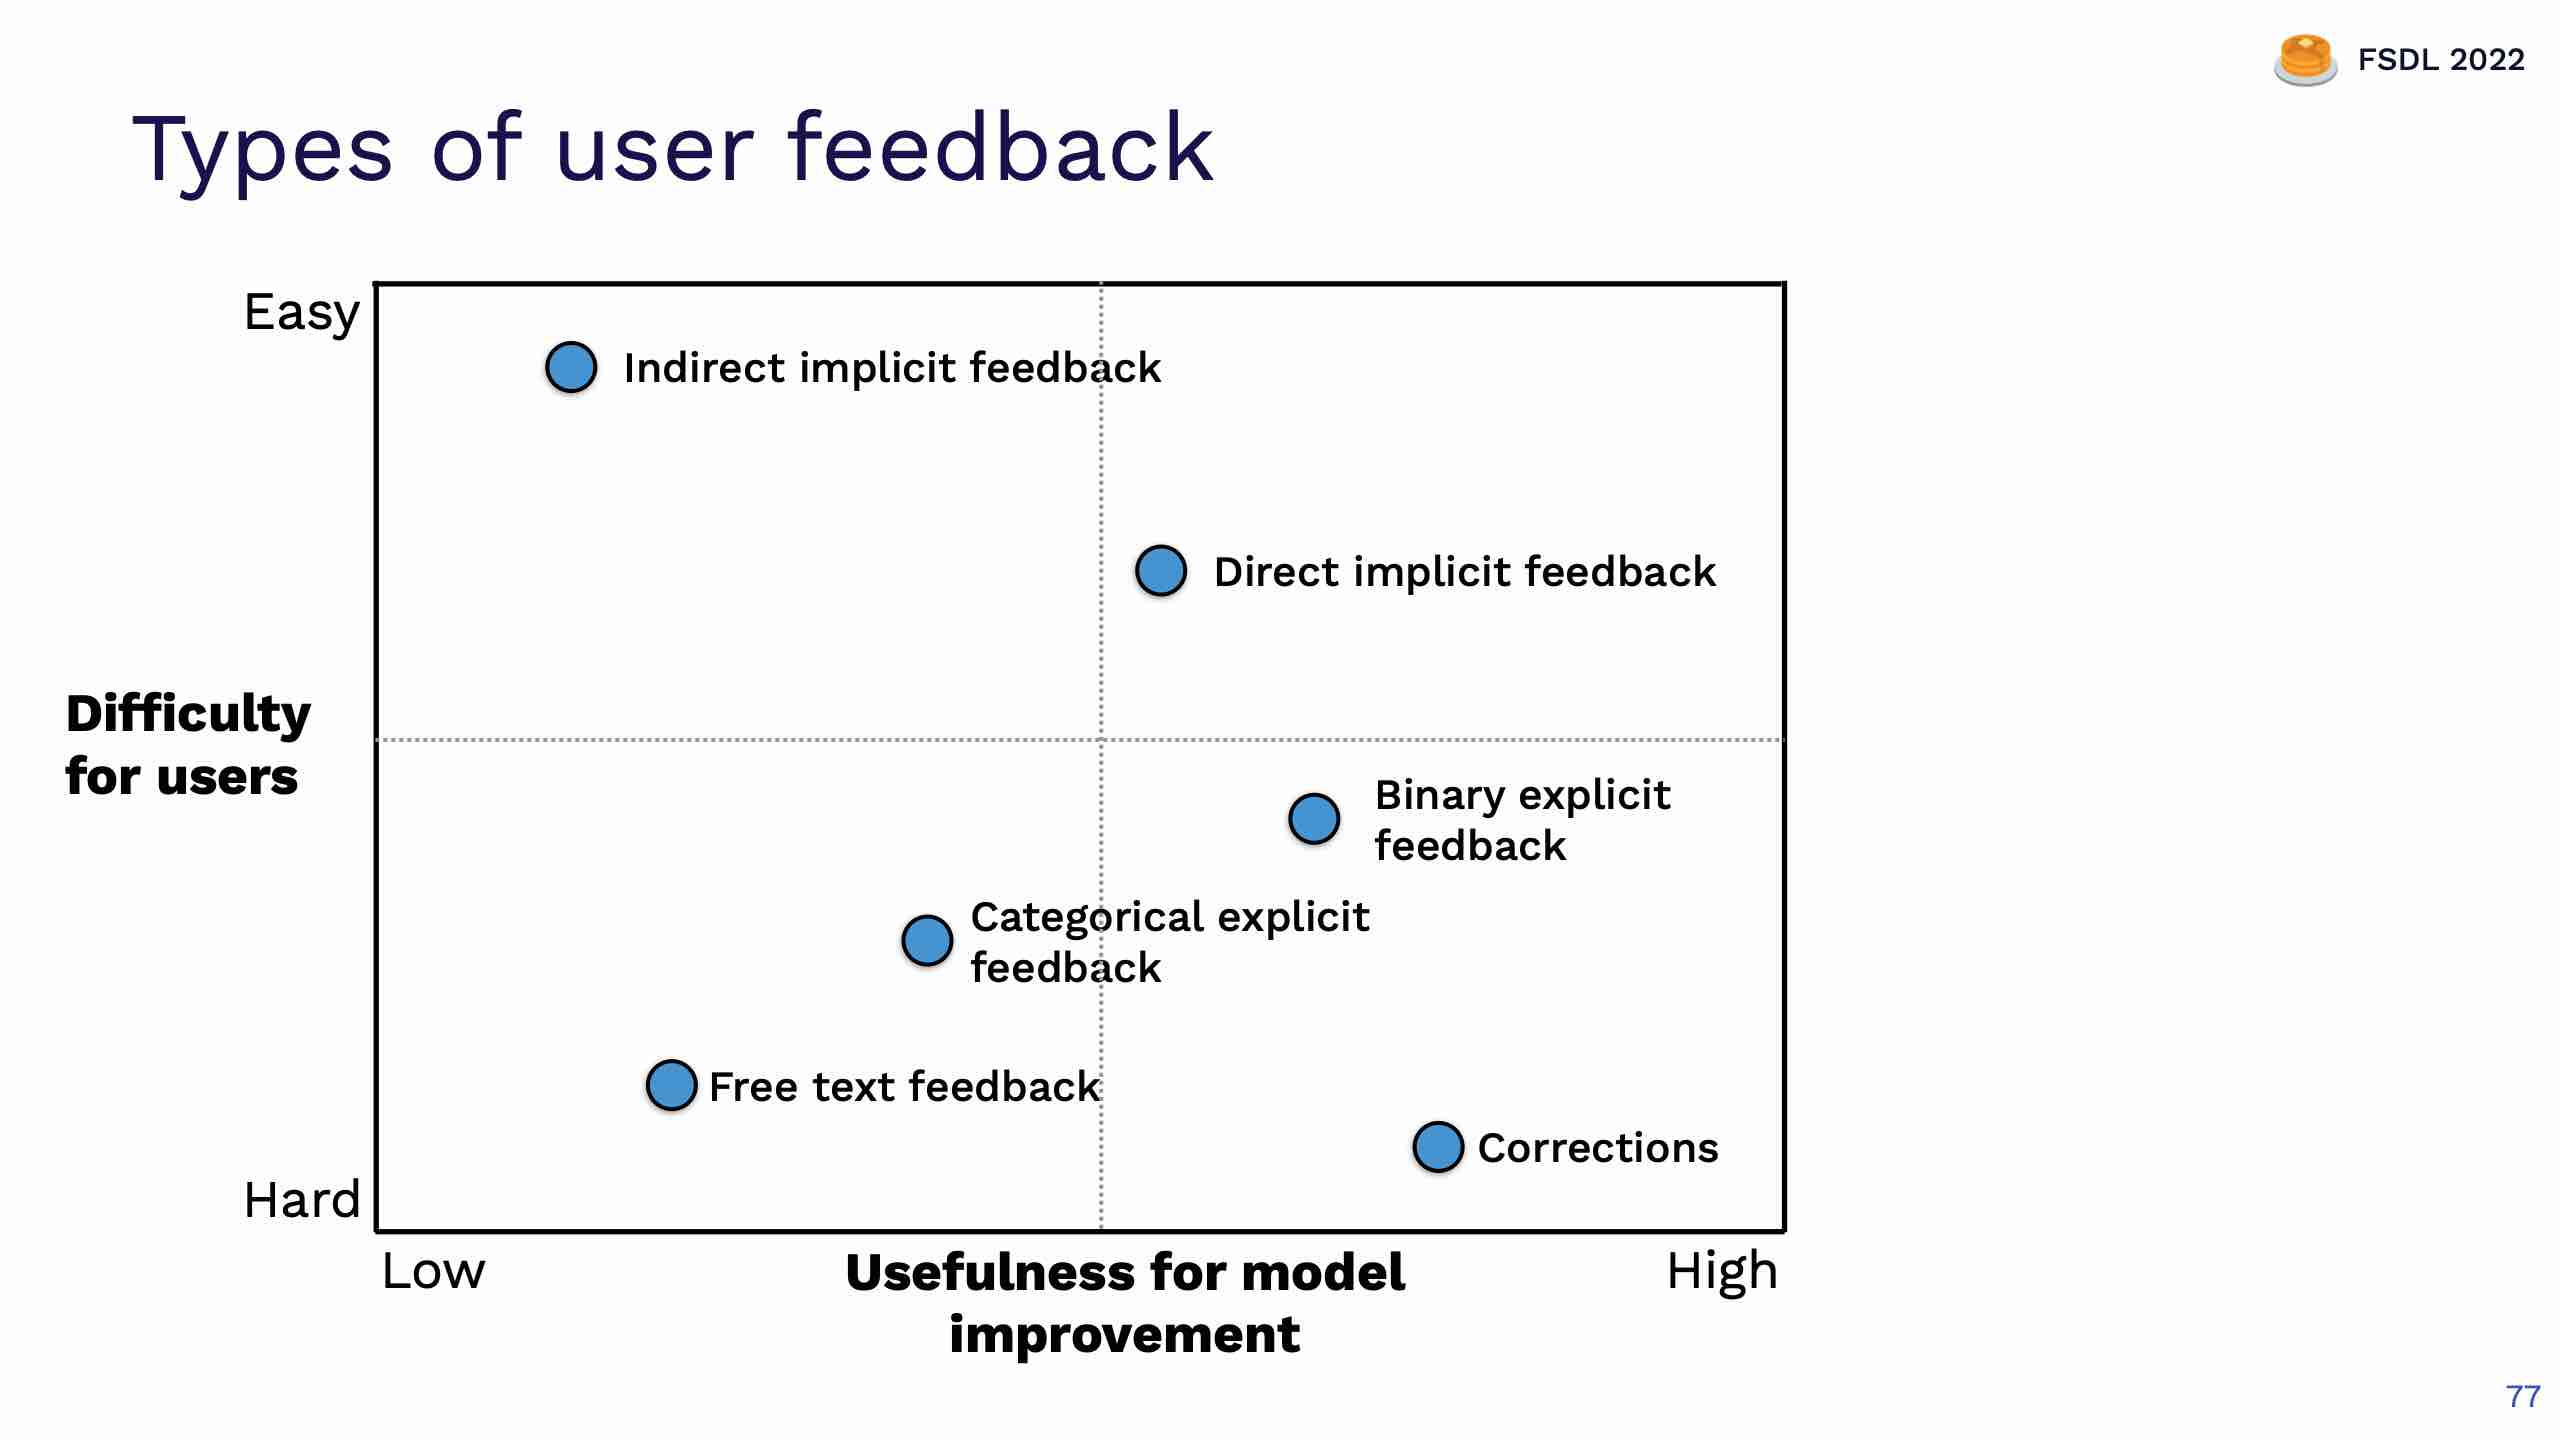 FSDL 2022
Types of user feedback
Easy
Indirect implicit feedback
Direct implicit feedback
Difficulty
for users
Binary explicit
feedback
Categorical explicit
feedback
Free text feedback
Corrections
Hard
Low
Usefulness for model
improvement
High
77